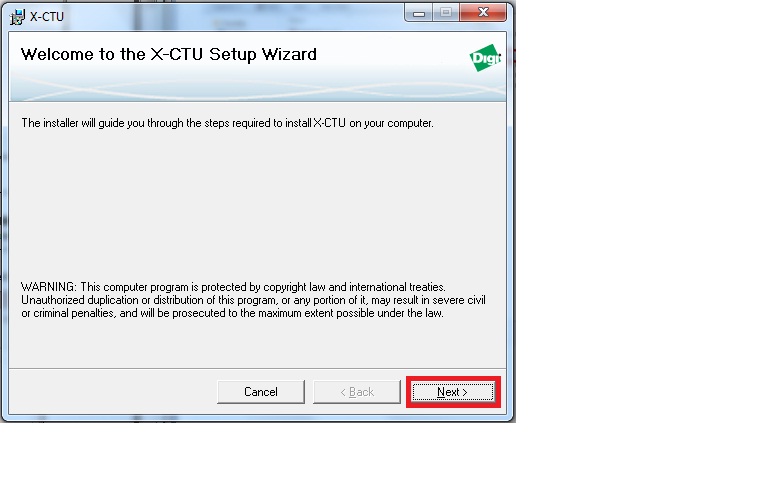 X-CTU
Welcome to the X-CTU Setup Wizard
Digi
The installer will guide you through the steps required to install X-CTU on your computer.
WARNING: This computer program is protected by copyright law and international treaties.
Unauthorized duplication or distribution of this program, or any portion of it, may result in severe civil
or criminal penalties, and will be prosecuted to the maximum extent possible under the law.
Cancel
< Back
Next >